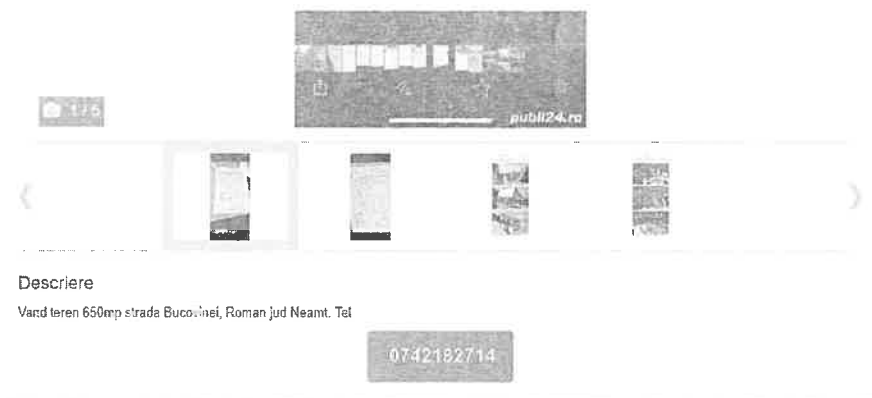 1 / 5
publi24.ro
Descriere
Vand teren 650mp strada Bucovinei, Roman jud Neamt. Tel
0742182714